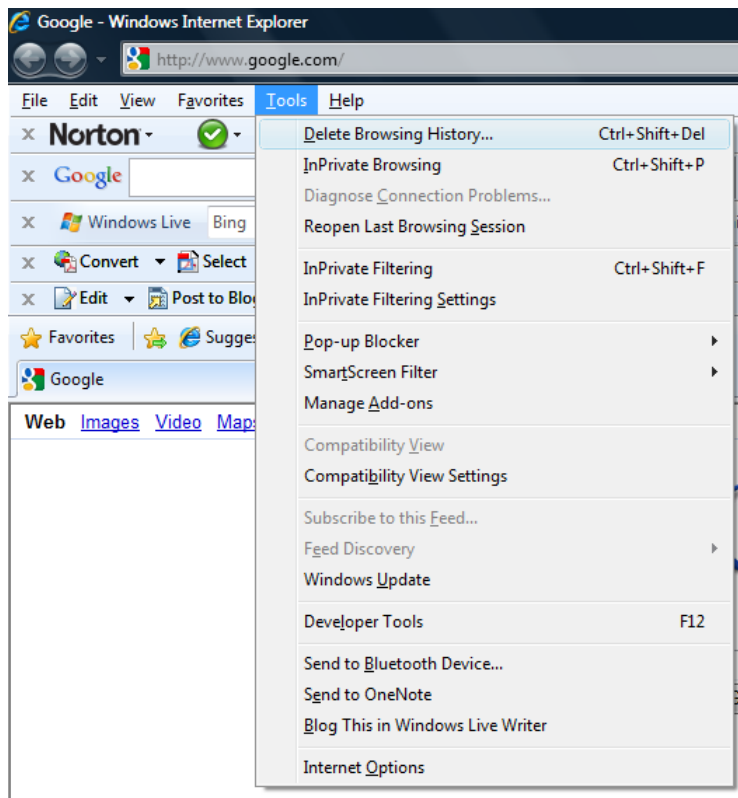 Google - Windows Internet Explorer
http://www.google.com/
File Edit View Favorites Tools Help
x Norton
x Google
x Windows Live Bing
x Convert Select
x Edit Post to
Favorites
Google
Web Images Video
Delete Browsing History... Ctrl+Shift+Del
InPrivate Browsing Ctrl+Shift+P
Diagnose Connection Problems...
Reopen Last Browsing Session
InPrivate Filtering Ctrl+Shift+F
InPrivate Filtering Settings
Pop-up Blocker
SmartScreen Filter
Manage Add-ons
Compatibility View
Compatibility View Settings
Subscribe to this Feed...
Feed Discovery
Windows Update
Developer Tools F12
Send to Bluetooth Device...
Send to OneNote
Blog This in Windows Live Writer
Internet Options